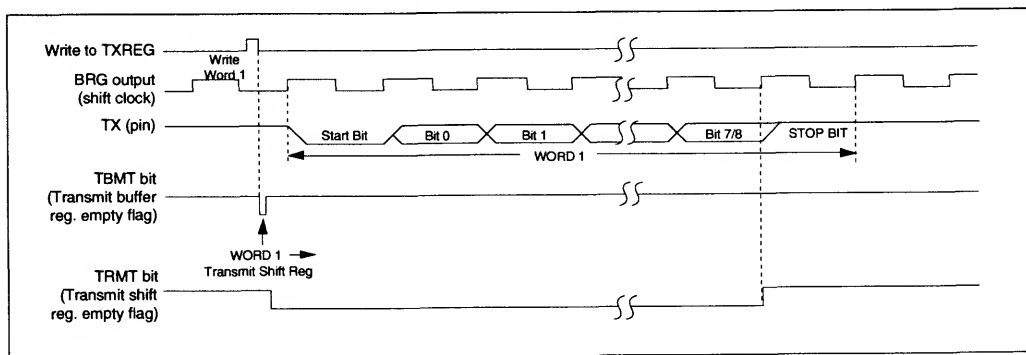 Write to TXREG
Write
Word 1
BRG output
(shift clock)
TX (pin)
Start Bit
Bit 0
Bit 1
Bit 7/8
STOP BIT
WORD 1
TBMT bit
(Transmit buffer
reg. empty flag)
WORD 1
Transmit Shift Reg
TRMT bit
(Transmit shift
reg. empty flag)